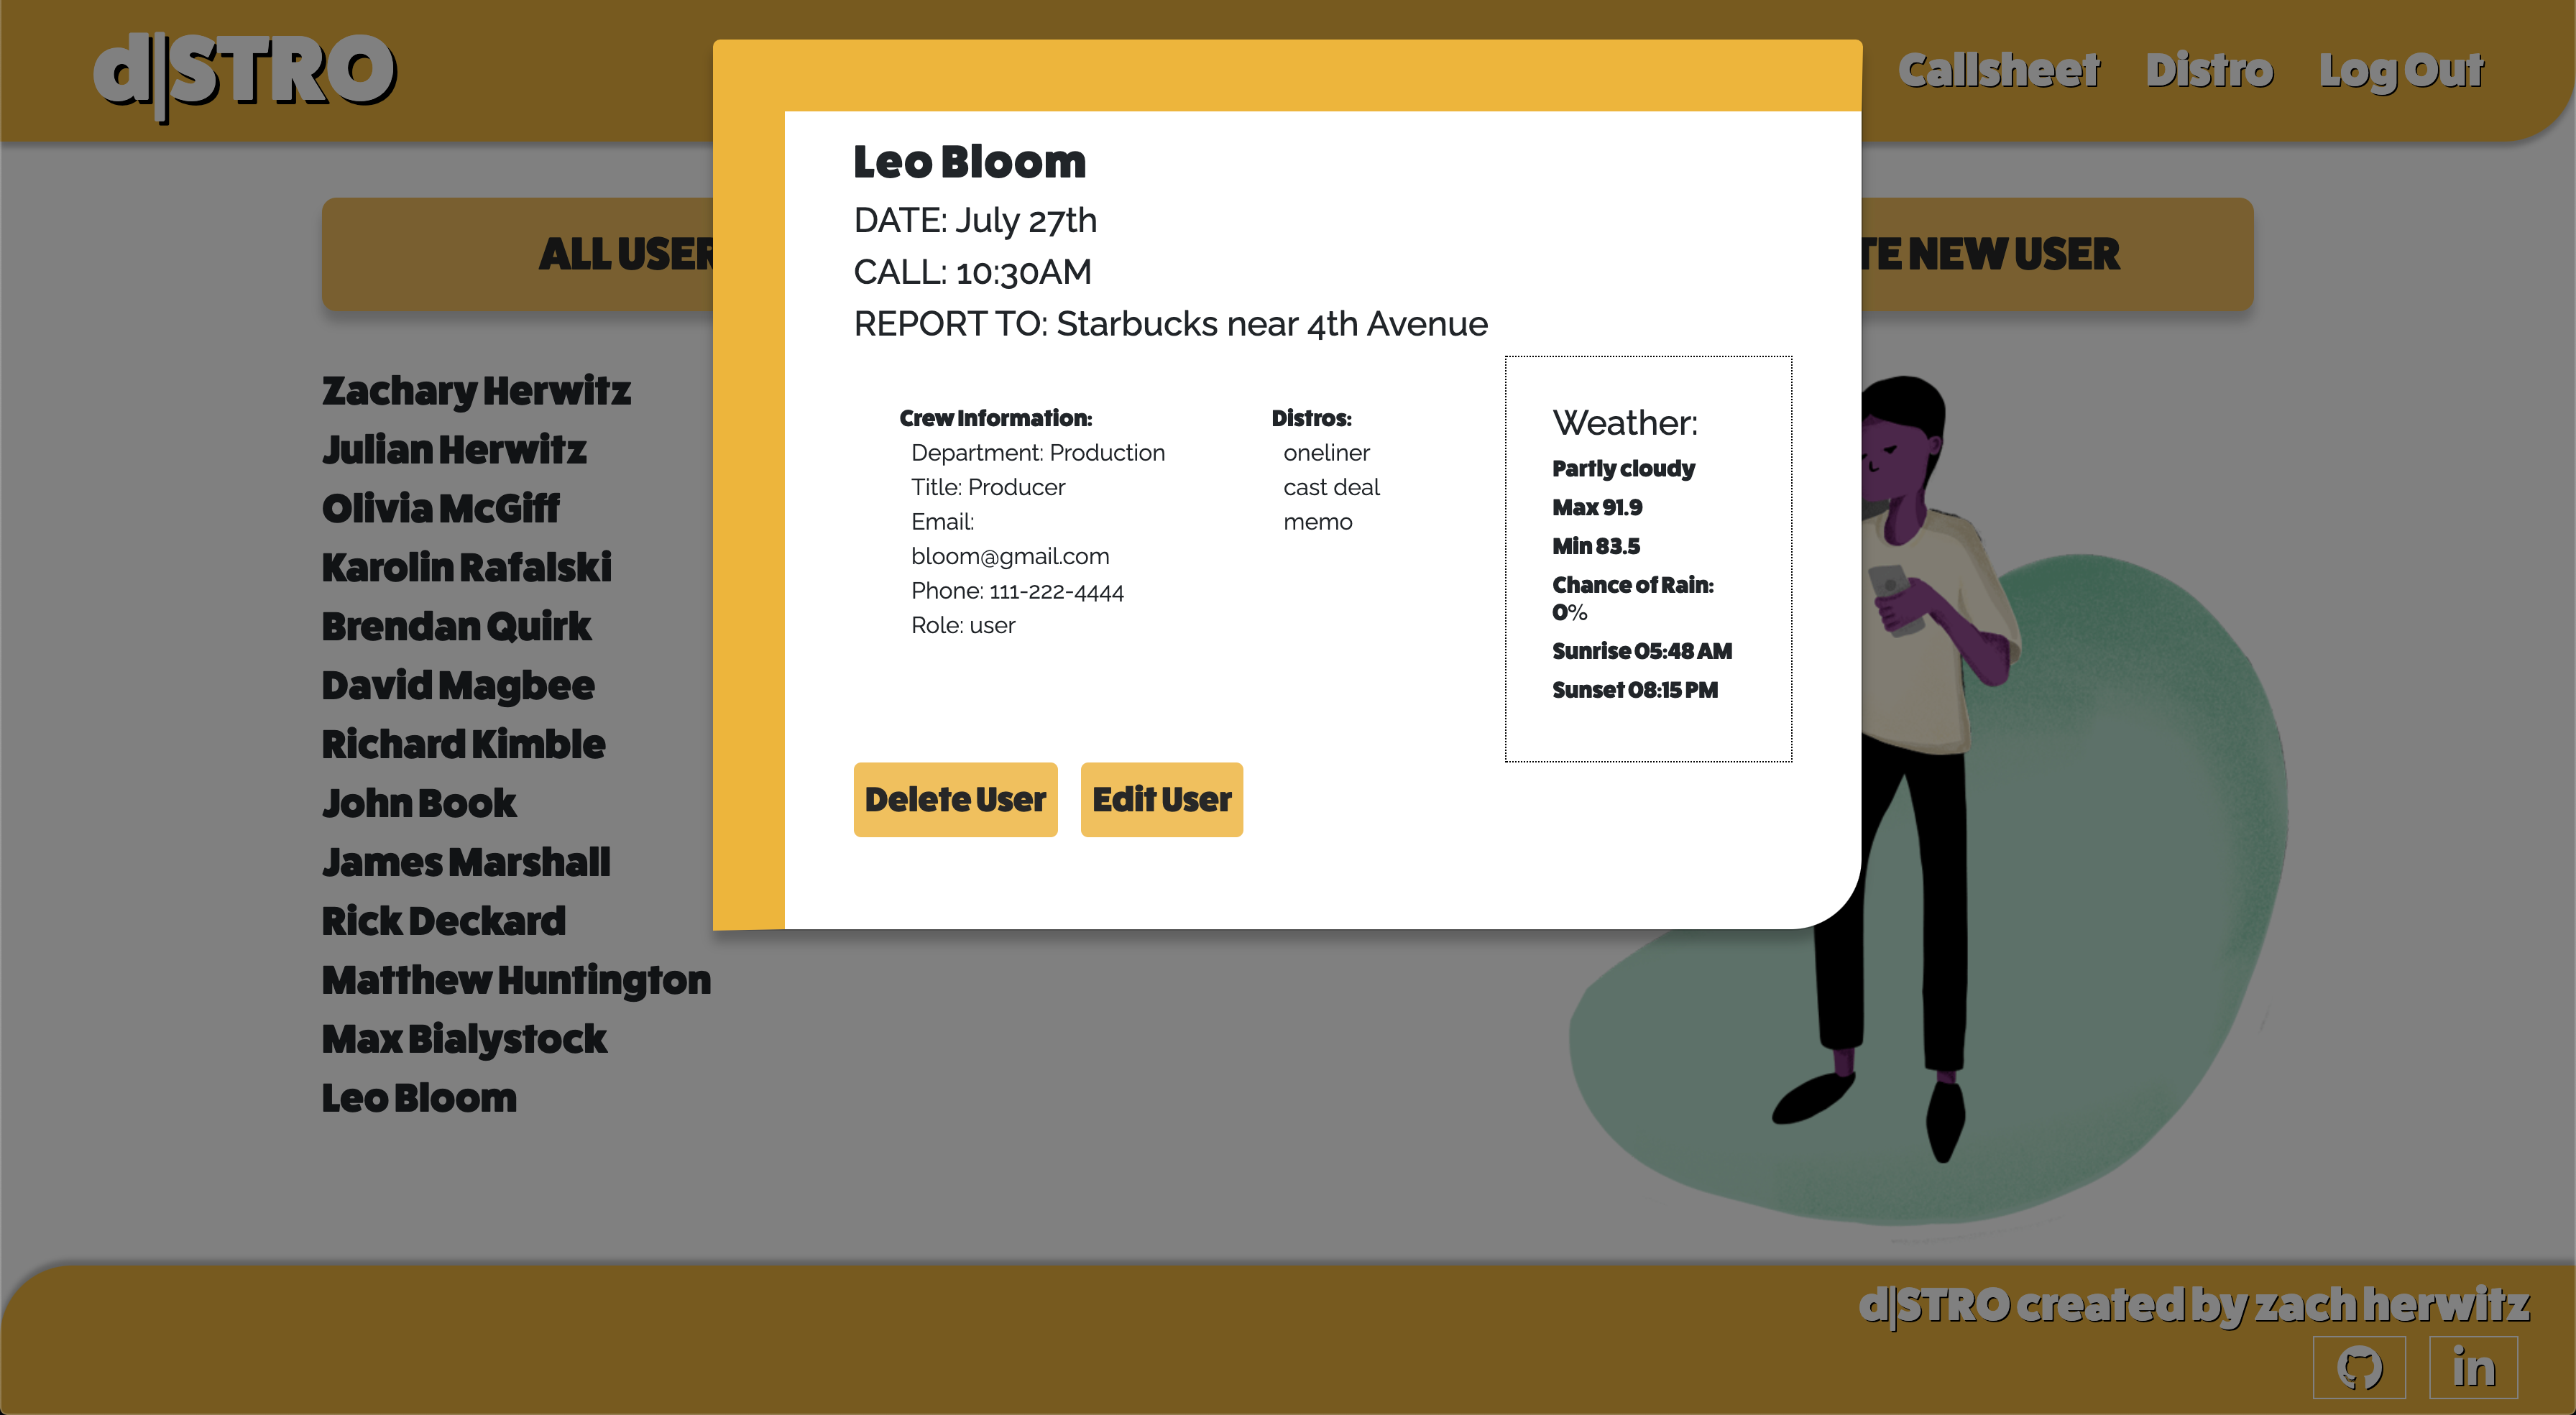 d|STRO
Callsheet Distro Log Out
ALL USER
TE NEW USER
Zachary Herwitz
Julian Herwitz
Olivia McGiff
Karolin Rafalski
Brendan Quirk
David Magbee
Richard Kimble
John Book
James Marshall
Rick Deckard
Matthew Huntington
Max Bialystock
Leo Bloom
Leo Bloom
DATE: July 27th
CALL: 10:30AM
REPORT TO: Starbucks near 4th Avenue
Crew Information:
Department: Production
Title: Producer
Email:
bloom@gmail.com
Phone: 111-222-4444
Role: user
Distros:
oneliner
cast deal
memo
Weather:
Partly cloudy
Max 91.9
Min 83.5
Chance of Rain:
0%
Sunrise 05:48 AM
Sunset 08:15 PM
Delete User
Edit User
d|STRO created by zach herwitz
in